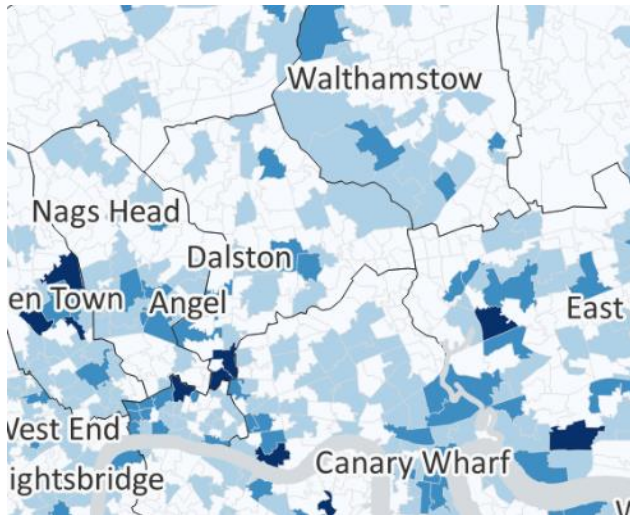 Walthamstow
Nags Head
Dalston
en Town
Angel
East
West End
Canary Wharf
ightsbridge